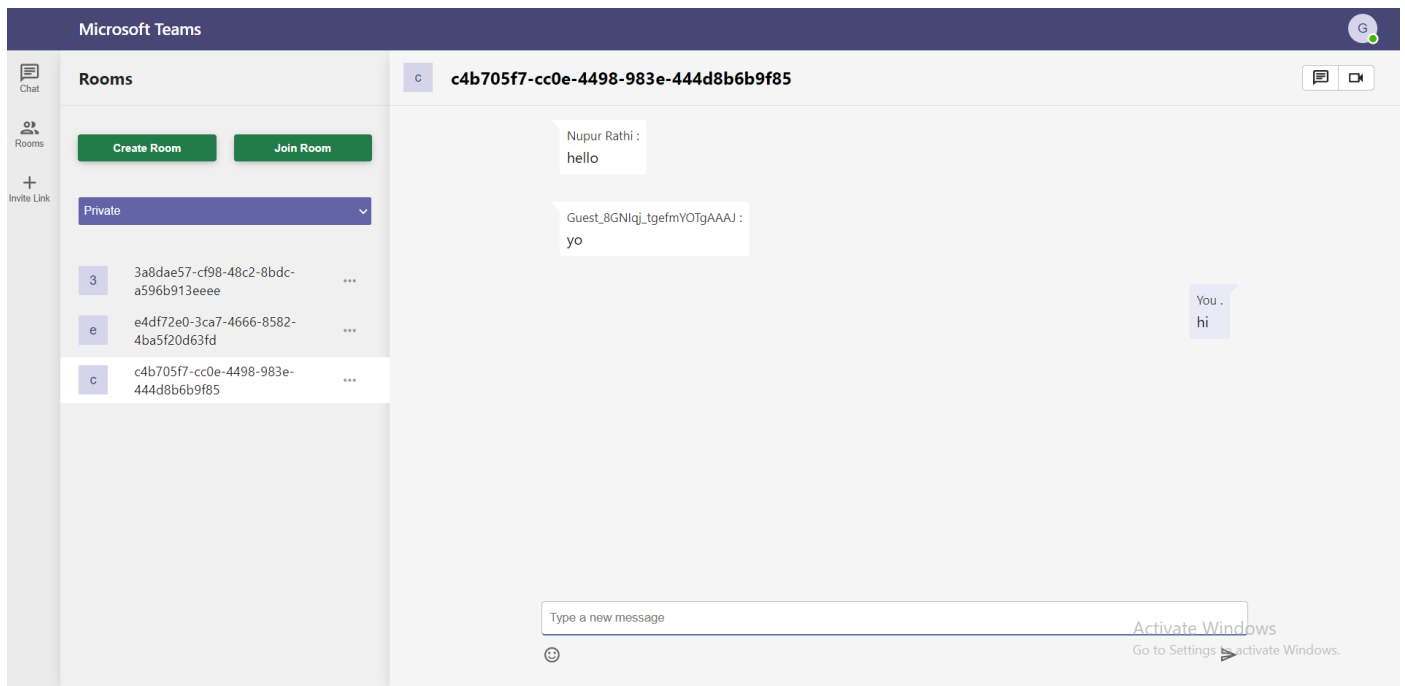 Microsoft Teams
G
Chat
Rooms
Invite Link
Rooms
Create Room
Join Room
Private
3
3a8dae57-cf98-48c2-8bdc-
a596b913eeee
e
e4df72e0-3ca7-4666-8582-
4ba5f20d63fd
c
c4b705f7-cc0e-4498-983e-
444d8b6b9f85
c
c4b705f7-cc0e-4498-983e-444d8b6b9f85
Nupur Rathi :
hello
Guest_8GNIqj_tgefmYOTgAAAJ :
yo
You .
hi
Type a new message
Activate Windows
Go to Settings to activate Windows.